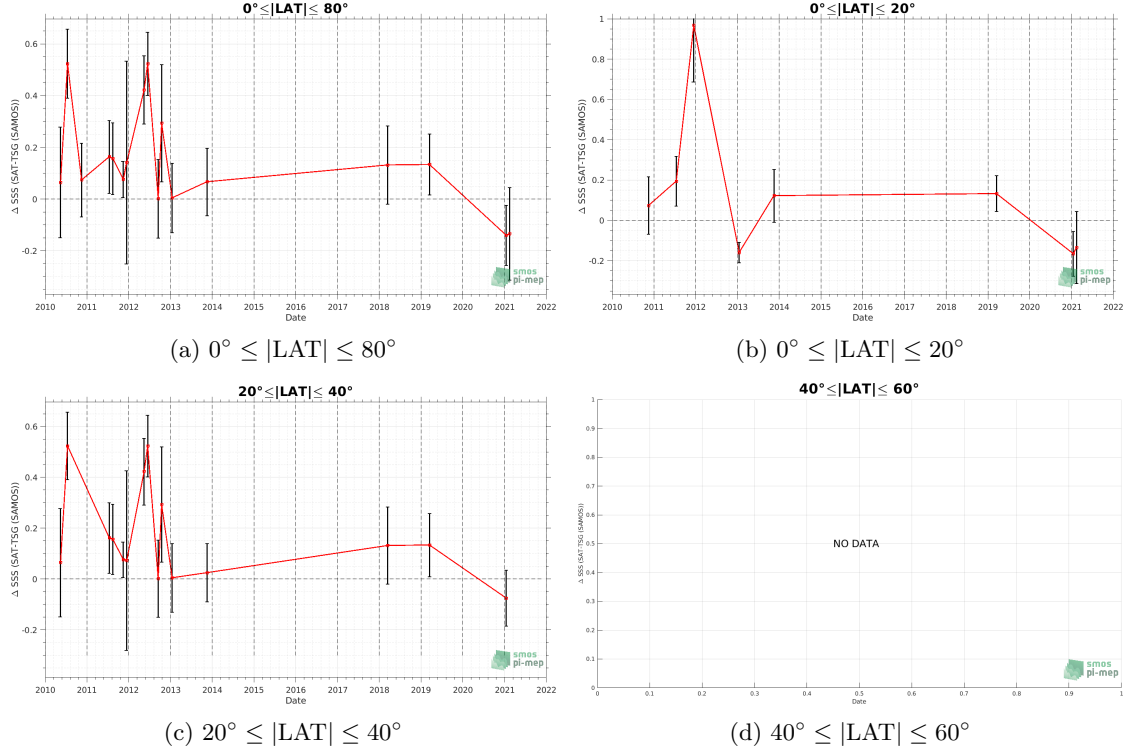 0°≤|LAT|≤ 80°
0.6
0.4
0.2
0
-0.2
Δ SSS (SAT-TSG (SAMOS))
2010 2011 2012 2013 2014 2015 2016 2017 2018 2019 2020 2021 2022
Date
smos
pi-mep
(a) 0° ≤ |LAT| ≤ 80°
0°≤|LAT|≤ 20°
1
0.8
0.6
0.4
0.2
0
-0.2
Δ SSS (SAT-TSG (SAMOS))
2010 2011 2012 2013 2014 2015 2016 2017 2018 2019 2020 2021 2022
Date
smos
pi-mep
(b) 0° ≤ |LAT| ≤ 20°
20°≤|LAT|≤ 40°
0.6
0.4
0.2
0
-0.2
Δ SSS (SAT-TSG (SAMOS))
2010 2011 2012 2013 2014 2015 2016 2017 2018 2019 2020 2021 2022
Date
smos
pi-mep
(c) 20° ≤ |LAT| ≤ 40°
40°≤|LAT|≤ 60°
1
0.9
0.8
0.7
0.6
0.5
0.4
0.3
0.2
0.1
0
Δ SSS (SAT-TSG (SAMOS))
NO DATA
0 0.1 0.2 0.3 0.4 0.5 0.6 0.7 0.8 0.9 1
Date
smos
pi-mep
(d) 40° ≤ |LAT| ≤ 60°